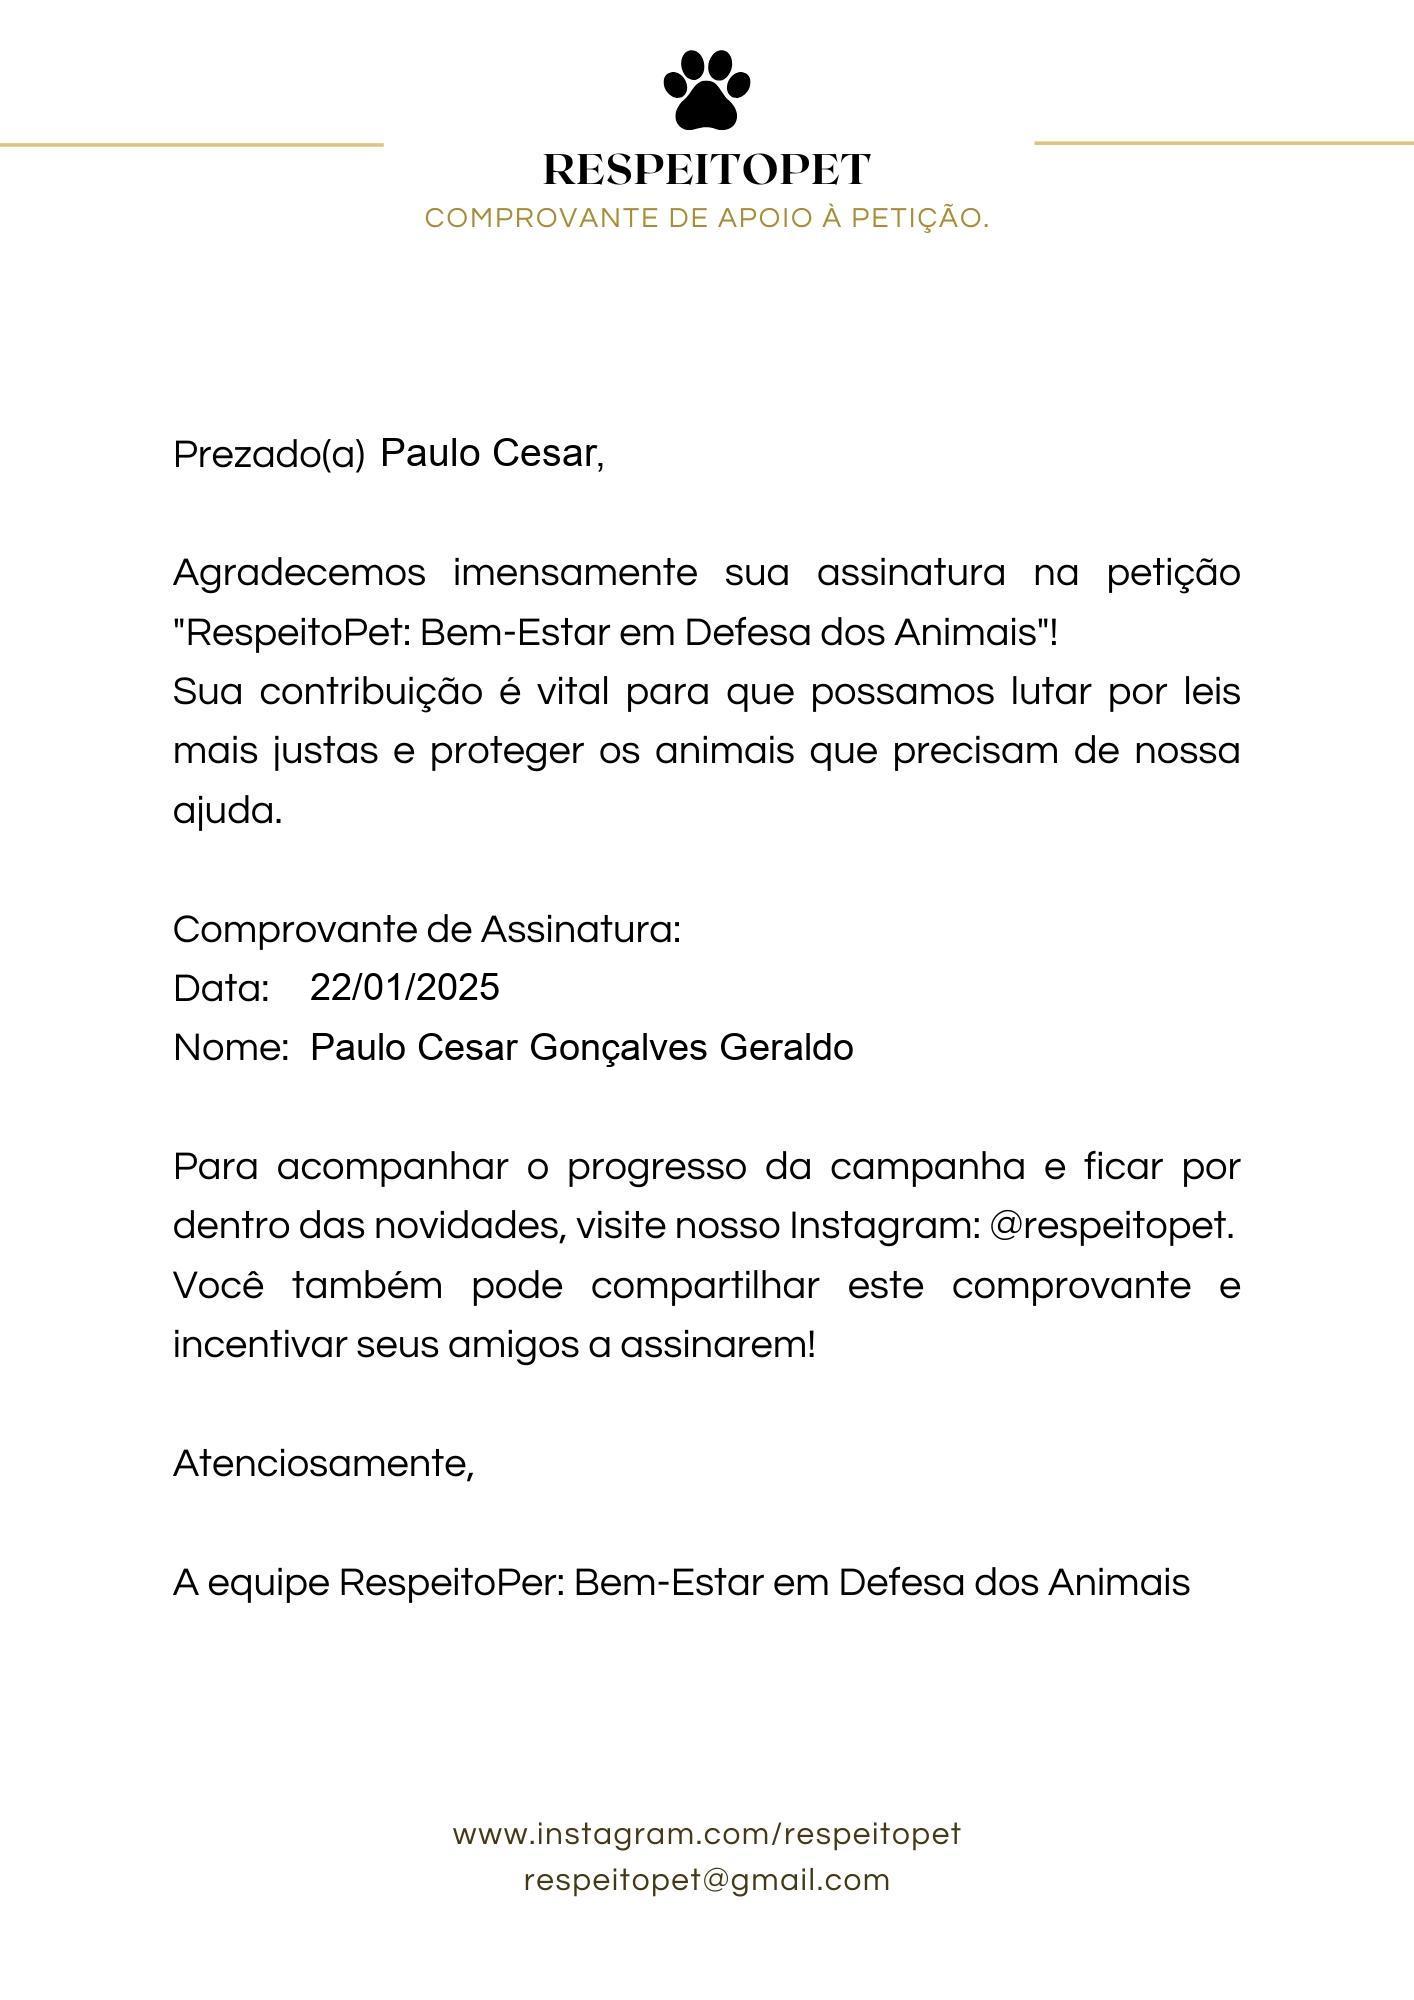 RESPEITOPET
COMPROVANTE DE APOIO À PETIÇÃO.
Prezado(a) Paulo Cesar,
Agradecemos imensamente sua assinatura na petição
"RespeitoPet: Bem-Estar em Defesa dos Animais"!
Sua contribuição é vital para que possamos lutar por leis
mais justas e proteger os animais que precisam de nossa
ajuda.
Comprovante de Assinatura:
Data: 22/01/2025
Nome: Paulo Cesar Gonçalves Geraldo
Para acompanhar o progresso da campanha e ficar por
dentro das novidades, visite nosso Instagram: @respeitopet.
Você também pode compartilhar este comprovante e
incentivar seus amigos a assinarem!
Atenciosamente,
A equipe RespeitoPer: Bem-Estar em Defesa dos Animais
www.instagram.com/respeitopet
respeitopet@gmail.com